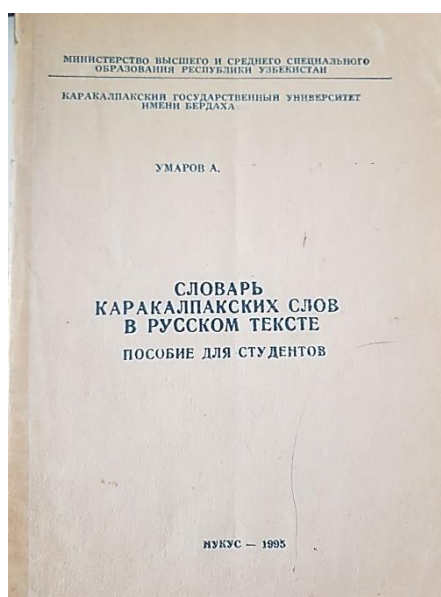 МИНИСТЕРСТВО ВЫСШЕГО И СРЕДНЕГО СПЕЦИАЛЬНОГО
ОБРАЗОВАНИЯ РЕСПУБЛИКИ УЗБЕКИСТАН
КАРАКАЛПАКСКИЙ ГОСУДАРСТВЕННЫЙ УНИВЕРСИТЕТ
ИМЕНИ БЕРДАХА
УМАРОВ А.
СЛОВАРЬ
КАРАКАЛПАКСКИХ СЛОВ
В РУССКОМ ТЕКСТЕ
ПОСОБИЕ ДЛЯ СТУДЕНТОВ
НУКУС — 1995